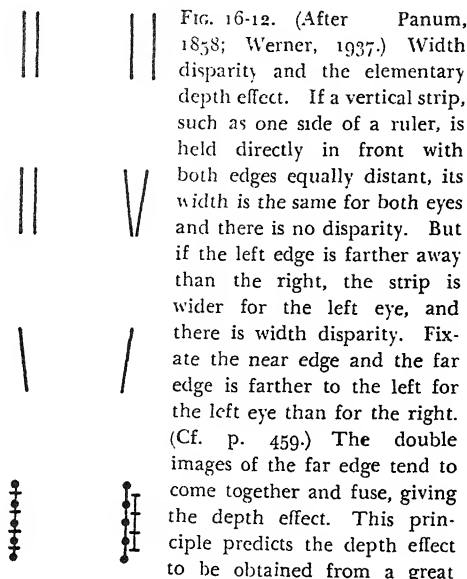 FIG. 16-12. (After Panum,
1858; Werner, 1937.) Width
disparity and the elementary
depth effect. If a vertical strip,
such as one side of a ruler, is
held directly in front with
both edges equally distant, its
width is the same for both eyes
and there is no disparity. But
if the left edge is farther away
than the right, the strip is
wider for the left eye, and
there is width disparity. Fix-
ate the near edge and the far
edge is farther to the left for
the left eye than for the right.
(Cf. p. 459.) The double
images of the far edge tend to
come together and fuse, giving
the depth effect. This prin-
ciple predicts the depth effect
to be obtained from a great